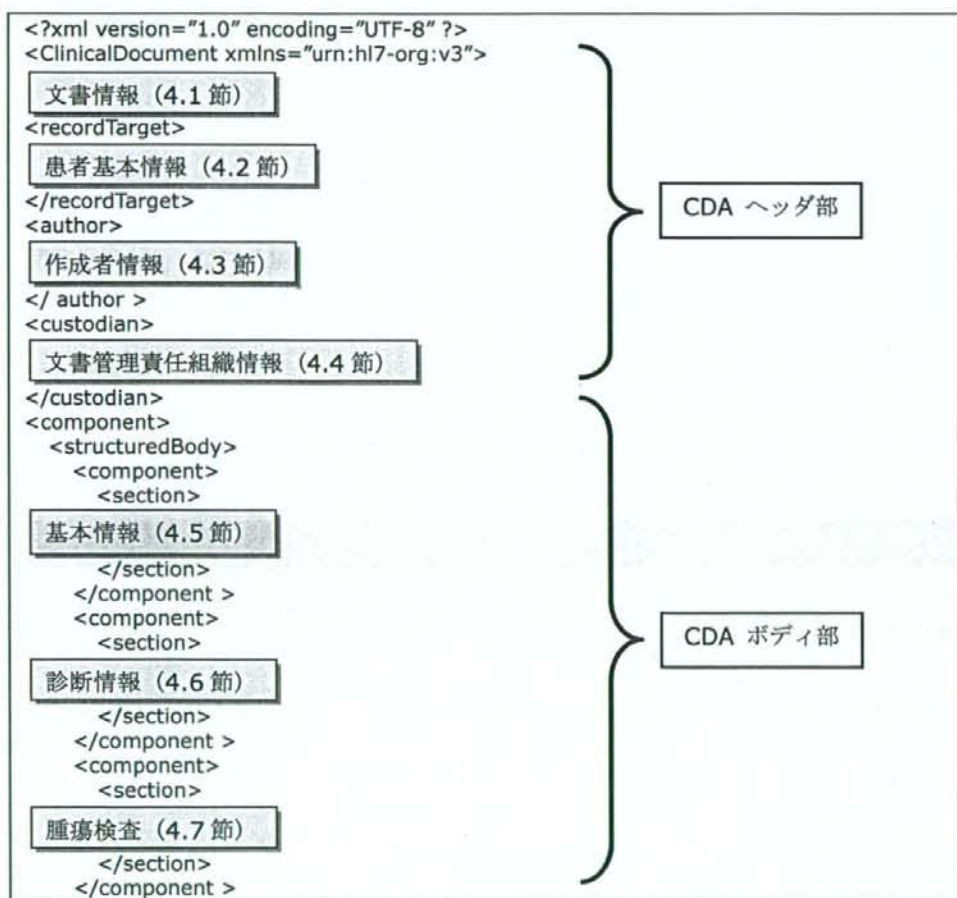 <?xml version="1.0" encoding="UTF-8" ?>
<ClinicalDocument xmlns="urn:hl7-org:v3">
文書情報（4.1 節）
<recordTarget>
患者基本情報（4.2 節）
</recordTarget>
<author>
作成者情報（4.3 節）
</ author >
<custodian>
文書管理責任組織情報（4.4 節）
</custodian>
CDA ヘッダ部
<component>
<structuredBody>
<component>
<section>
基本情報（4.5 節）
</section>
</component >
<component>
<section>
診断情報（4.6 節）
</section>
</component >
<component>
<section>
腫瘍検査（4.7 節）
</section>
</component >
CDA ボディ部